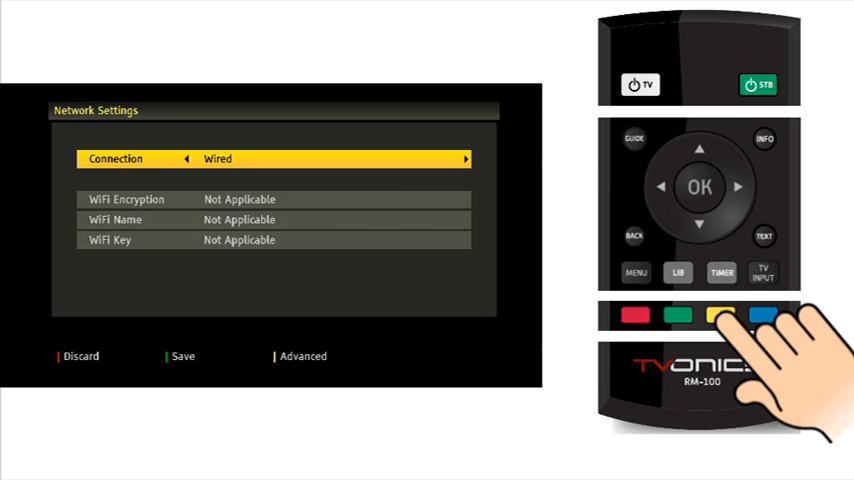 Network Settings
Connection Wired
WiFi Encryption Not Applicable
WiFi Name Not Applicable
WiFi Key Not Applicable
Discard Save Advanced
TV STB
GUIDE INFO
OK
BACK TEXT
MENU LIB TIMER TV INPUT
TVONICS
RM-100